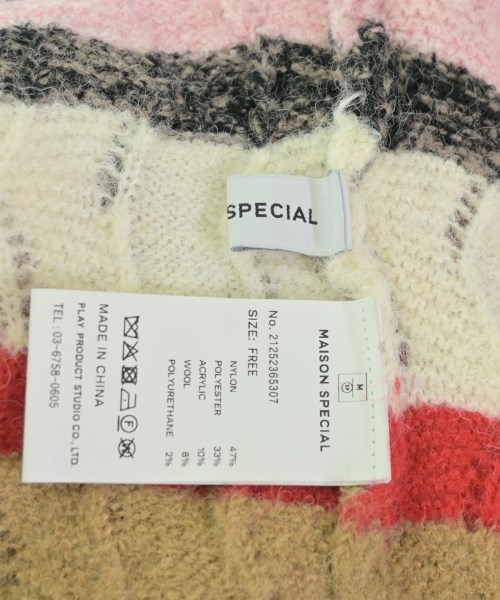 SPECIAL
M
MAISON SPECIAL
No. 21252365307
SIZE: FREE
NYLON 47%
POLYESTER 33%
ACRYLIC 10%
WOOL 8%
POLYURETHANE 2%
MADE IN CHINA
PLAY PRODUCT STUDIO CO., LTD.
TEL : 03-6758-0605